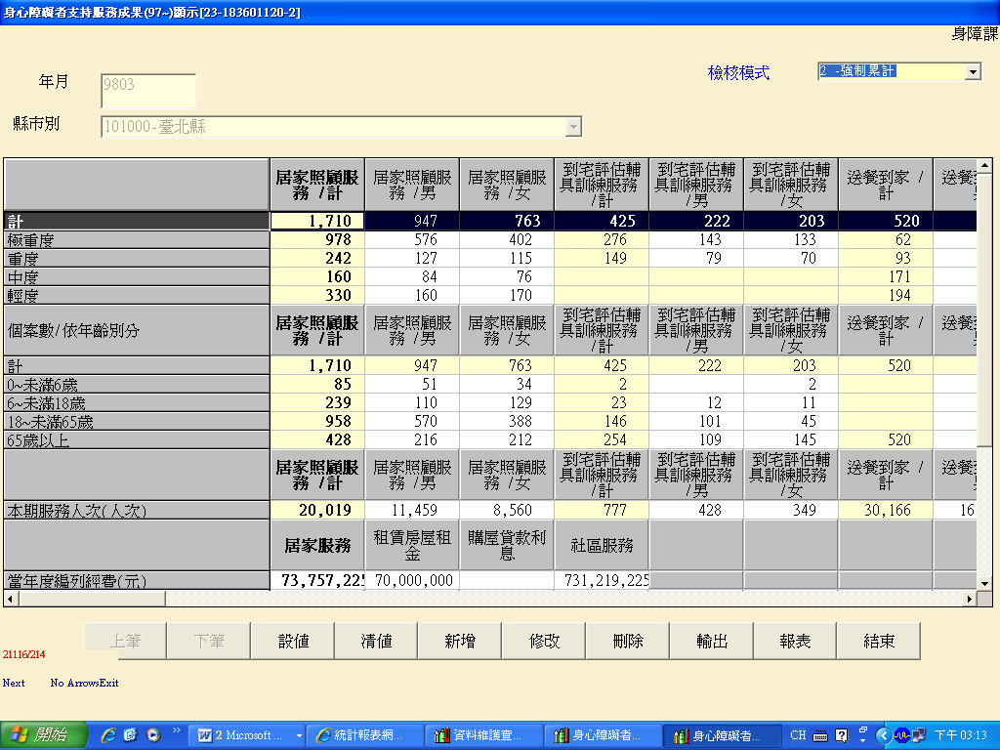 身心障礙者支持服務成果(97~)顯示[23-183601120-2]
身障課
年月 9803 檢核模式 2 -強制累計
縣市別 101000-臺北縣
居家照顧服務 /計 居家照顧服務 /男 居家照顧服務 /女 到宅評估輔具訓練服務 /計 到宅評估輔具訓練服務 /男 到宅評估輔具訓練服務 /女 送餐到家 /計
計 1,710 947 763 425 222 203 520
極重度 978 576 402 276 143 133 62
重度 242 127 115 149 79 70 93
中度 160 84 76 171
輕度 330 160 170 194
個案數/依年齡別分 居家照顧服務 /計 居家照顧服務 /男 居家照顧服務 /女 到宅評估輔具訓練服務 /計 到宅評估輔具訓練服務 /男 到宅評估輔具訓練服務 /女 送餐到家 /計
計 1,710 947 763 425 222 203 520
0~未滿6歲 85 51 34 2 2
6~未滿18歲 239 110 129 23 12 11
18~未滿65歲 958 570 388 146 101 45
65歲以上 428 216 212 254 109 145 520
居家照顧服務 /計 居家照顧服務 /男 居家照顧服務 /女 到宅評估輔具訓練服務 /計 到宅評估輔具訓練服務 /男 到宅評估輔具訓練服務 /女 送餐到家 /計
本期服務人次(人次) 20,019 11,459 8,560 777 428 349 30,166 16
居家服務 租賃房屋租金 購屋貸款利息 社區服務
當年度編列經費(元) 73,757,225 70,000,000 731,219,225
上筆 下筆 設值 清值 新增 修改 刪除 輸出 報表 結束
21116/214
Next No ArrowsExit
開始 2 Microsoft ... 統計報表網... 資料維護查... 身心障礙者... 身心障礙者... CH 下午 03:13